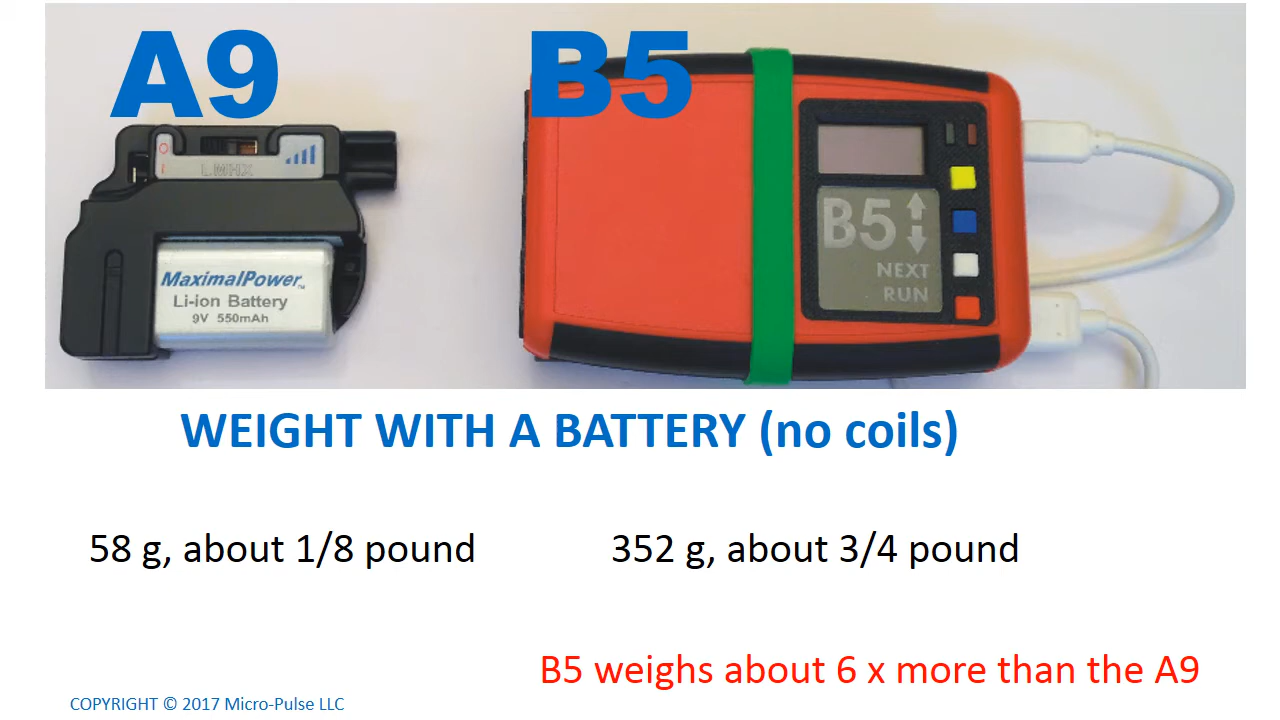 A9
B5
LMHX
MaximalPower™
Li-ion Battery
9V 550mAh
B5
NEXT
RUN
WEIGHT WITH A BATTERY (no coils)
58 g, about 1/8 pound
352 g, about 3/4 pound
B5 weighs about 6 x more than the A9
COPYRIGHT © 2017 Micro-Pulse LLC